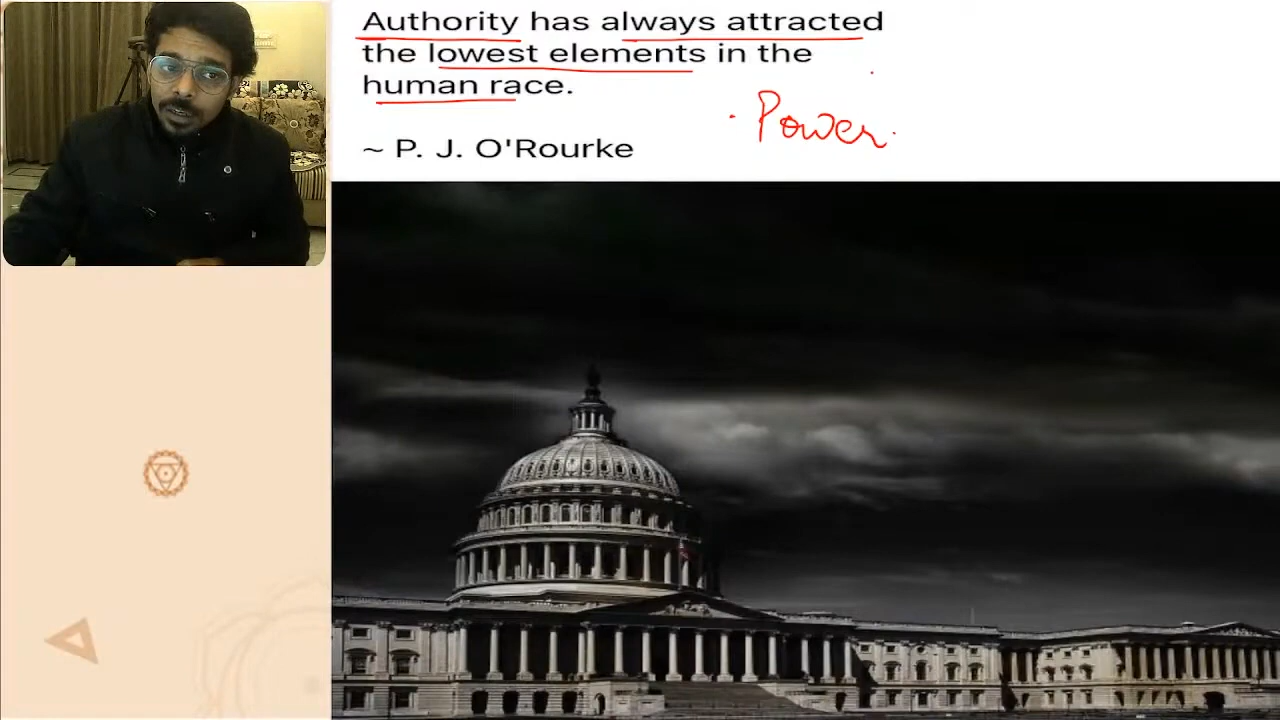 Authority has always attracted
the lowest elements in the
human race.
Power
~ P. J. O'Rourke